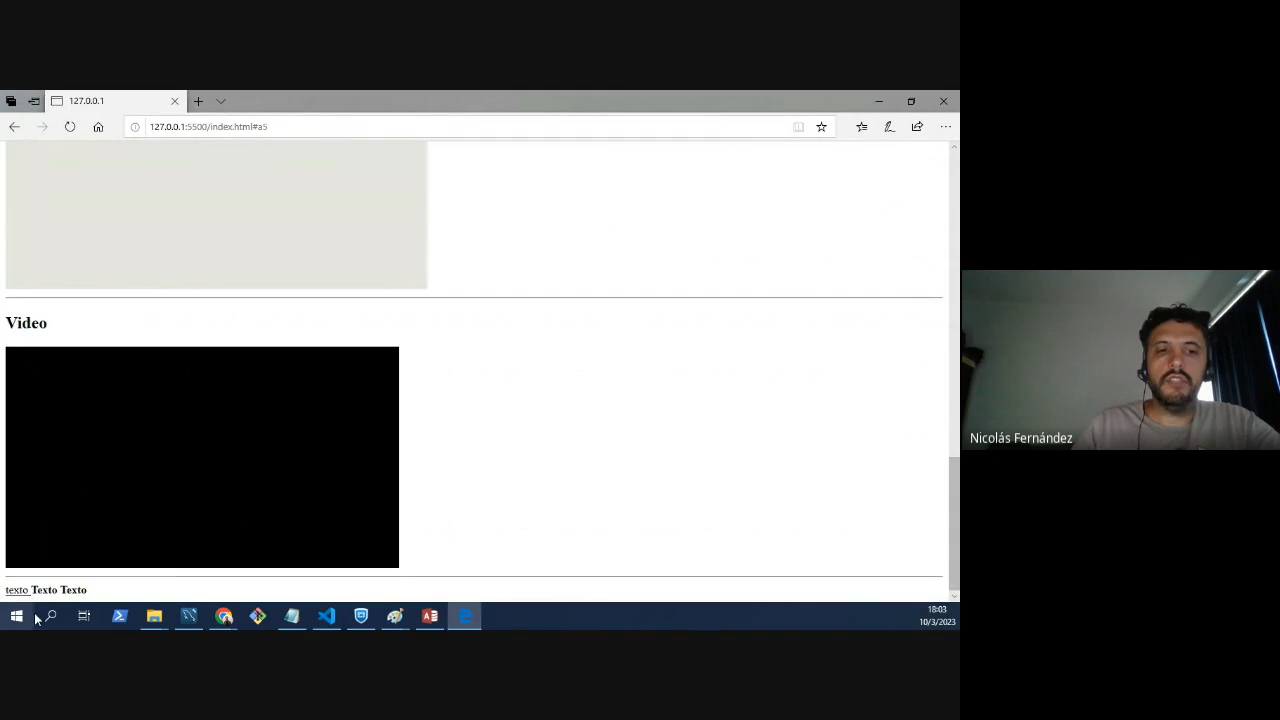 127.0.0.1
127.0.0.1:5500/index.html#a5
Video
texto Texto Texto
Nicolás Fernández
18:03
10/3/2023